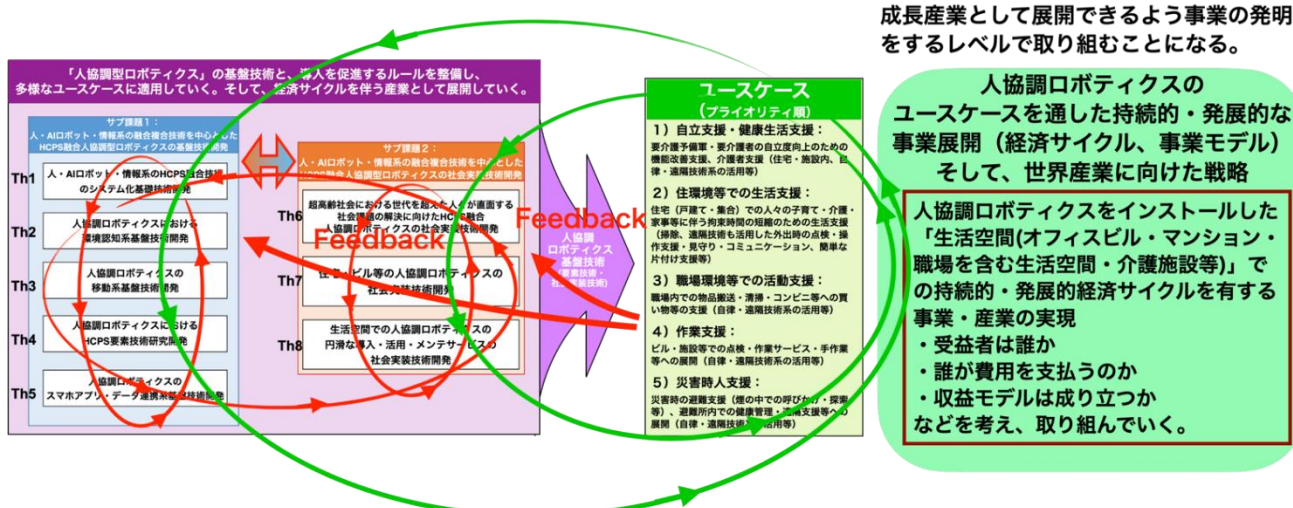 成長産業として展開できるよう事業の発明
をするレベルで取り組むことになる。
「人協調型ロボティクス」の基盤技術と、導入を促進するルールを整備し、
多様なユースケースに適用していく。そして、経済サイクルを伴う産業として展開していく。
サブ課題1:
人・AIロボット・情報系の融合複合技術を中心とした
HCPS融合人協調型ロボティクスの基盤技術開発
Th1
人・AIロボット・情報系のHCPS融合技術
のシステム化基礎技術開発
Th2
人協調ロボティクスにおける
環境認知系基盤技術開発
Th3
人協調ロボティクスの
移動系基盤技術開発
Th4
人協調ロボティクスにおける
HCPS要素技術研究開発
Th5
人協調ロボティクスの
スマホアプリ・データ連携系基盤技術開発
サブ課題2:
人・AIロボット・情報系の融合複合技術を中心とした
HCPS融合人協調型ロボティクスの社会実装技術開発
Th6
超高齢社会における世代を超えた人々が直面する
社会課題の解決に向けたHCPS融合
人協調ロボティクスの社会実装技術開発
Th7
住宅・ビル等の人協調ロボティクスの
社会実装技術開発
Th8
生活空間での人協調ロボティクスの
円滑な導入・活用・メンテサービスの
社会実装技術開発
Feedback
Feedback
人協調
ロボティクス
基盤技術
(要素技術・
ユースケース
(プライオリティ順)
1)自立支援・健康生活支援:
要介護予備軍・要介護者の自立度向上のための
機能改善支援、介護者支援(住宅・施設内、自
律・遠隔技術系の活用等)
2)住環境等での生活支援:
住宅(戸建て・集合)での人々の子育て・介護・
家事等に伴う拘束時間の短縮のための生活支援
(掃除、遠隔技術も活用した外出時の点検・操
作支援・見守り・コミュニケーション、簡単な
片付け支援等)
3)職場環境等での活動支援:
職場内での物品搬送・清掃・コンビニ等への買
い物等の支援(自律・遠隔技術系の活用等)
4)作業支援:
ビル・施設等での点検・作業サービス・手作業
等への展開(自律・遠隔技術系の活用等)
5)災害時人支援:
災害時の避難支援(煙の中での呼びかけ・探索
等)、避難所内での健康管理・遠隔支援等への
展開(自律・遠隔技術系の活用等)
人協調ロボティクスの
ユースケースを通した持続的・発展的な
事業展開(経済サイクル、事業モデル)
そして、世界産業に向けた戦略
人協調ロボティクスをインストールした
「生活空間(オフィスビル・マンション・
職場を含む生活空間・介護施設等)」で
の持続的・発展的経済サイクルを有する
事業・産業の実現
・受益者は誰か
・誰が費用を支払うのか
・収益モデルは成り立つか
などを考え、取り組んでいく。